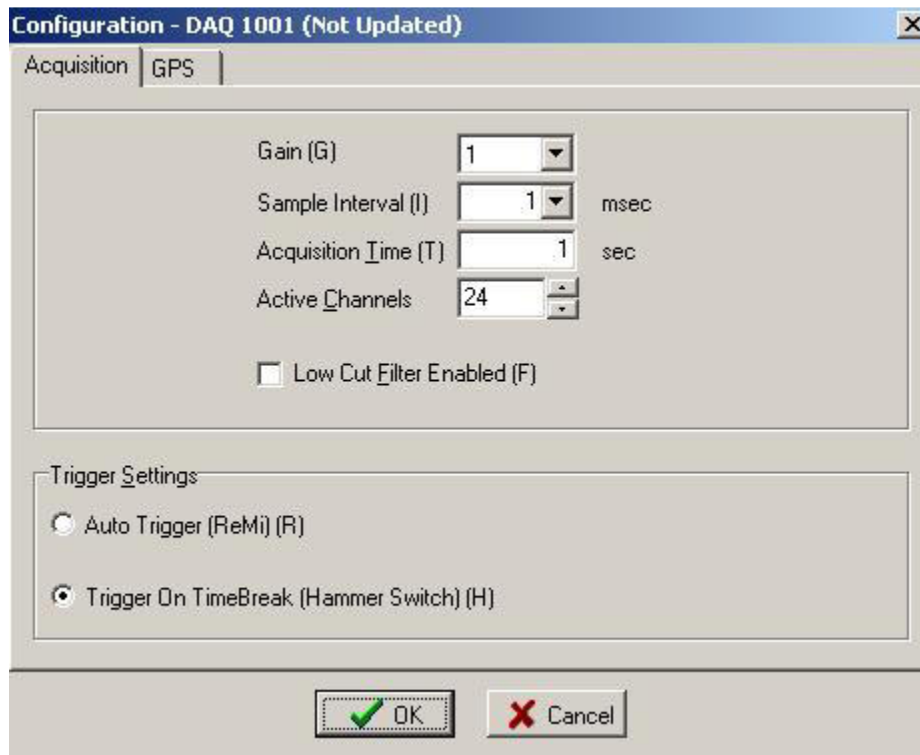 Configuration - DAQ 1001 (Not Updated)
Acquisition GPS
Gain (G) 1
Sample Interval (I) 1 msec
Acquisition Time (T) 1 sec
Active Channels 24
Low Cut Filter Enabled (F)
Trigger Settings
Auto Trigger (ReMi) (R)
Trigger On TimeBreak (Hammer Switch) (H)
OK Cancel